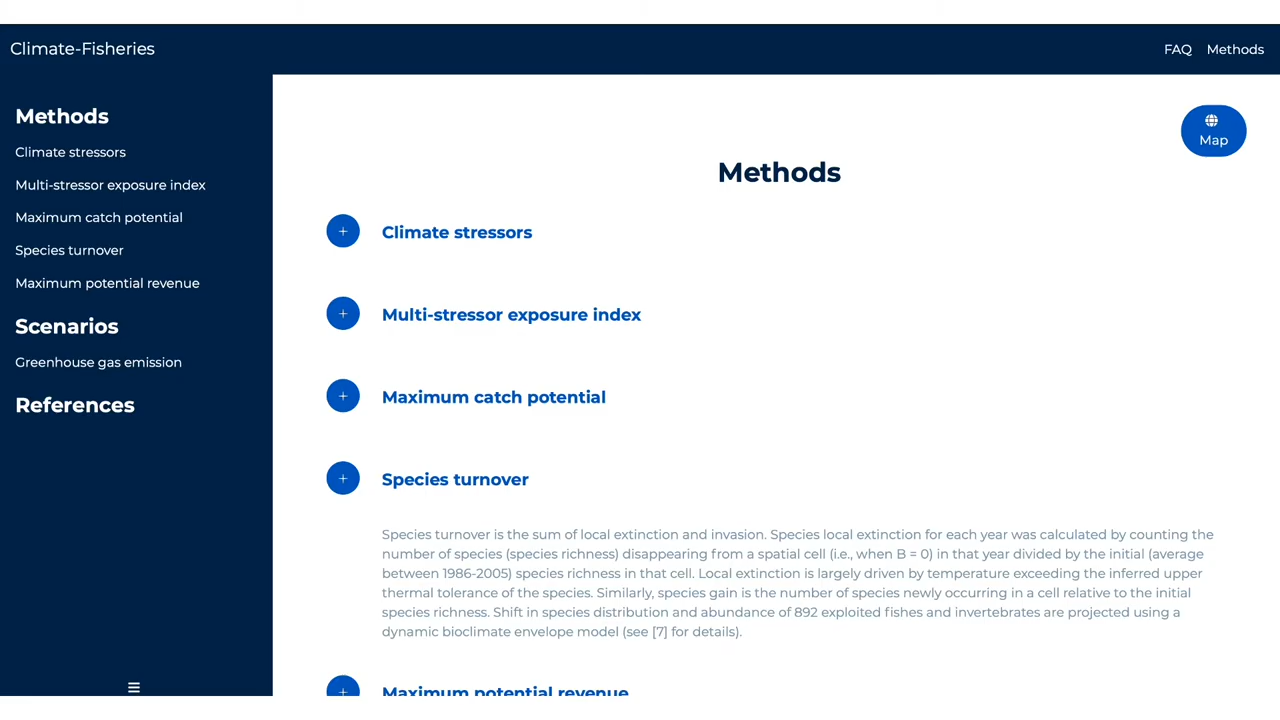 Climate-Fisheries
FAQ
Methods
Methods
Climate stressors
Multi-stressor exposure index
Maximum catch potential
Species turnover
Maximum potential revenue
Scenarios
Greenhouse gas emission
References
Map
Methods
+ Climate stressors
+ Multi-stressor exposure index
+ Maximum catch potential
+ Species turnover
Species turnover is the sum of local extinction and invasion. Species local extinction for each year was calculated by counting the
number of species (species richness) disappearing from a spatial cell (i.e., when B = 0) in that year divided by the initial (average
between 1986-2005) species richness in that cell. Local extinction is largely driven by temperature exceeding the inferred upper
thermal tolerance of the species. Similarly, species gain is the number of species newly occurring in a cell relative to the initial
species richness. Shift in species distribution and abundance of 892 exploited fishes and invertebrates are projected using a
dynamic bioclimate envelope model (see [7] for details).
+ Maximum potential revenue